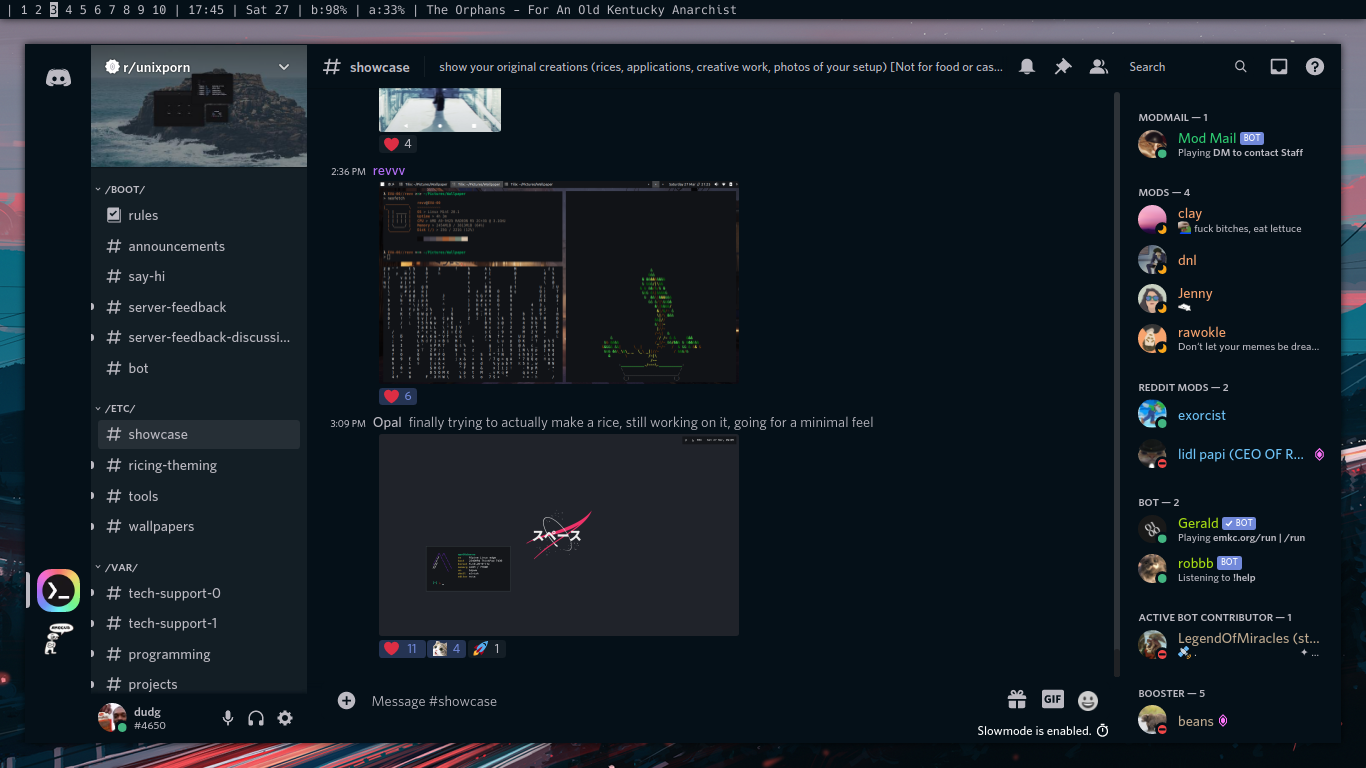 | 1 2 3 4 5 6 7 8 9 10 | 17:45 | Sat 27 | b:98% | a:33% | The Orphans – For An Old Kentucky Anarchist
r/unixporn
/BOOT/
rules
# announcements
# say-hi
# server-feedback
# server-feedback-discussi...
# bot
/ETC/
# showcase
# ricing-theming
# tools
# wallpapers
/VAR/
# tech-support-0
# tech-support-1
# programming
# projects
dudg
#4650
# showcase
show your original creations (rices, applications, creative work, photos of your setup) [Not for food or cas...
Search
4
2:36 PM revvv
6
3:09 PM Opal finally trying to actually make a rice, still working on it, going for a minimal feel
スペース
11 4 1
Message #showcase
GIF
Slowmode is enabled.
MODMAIL — 1
Mod Mail BOT
Playing DM to contact Staff
MODS — 4
clay
fuck bitches, eat lettuce
dnl
Jenny
rawokle
Don't let your memes be drea...
REDDIT MODS — 2
exorcist
lidl papi (CEO OF R...
BOT — 2
Gerald BOT
Playing emkc.org/run | /run
robbb BOT
Listening to !help
ACTIVE BOT CONTRIBUTOR — 1
LegendOfMiracles (st...
. ✦ ...
BOOSTER — 5
beans